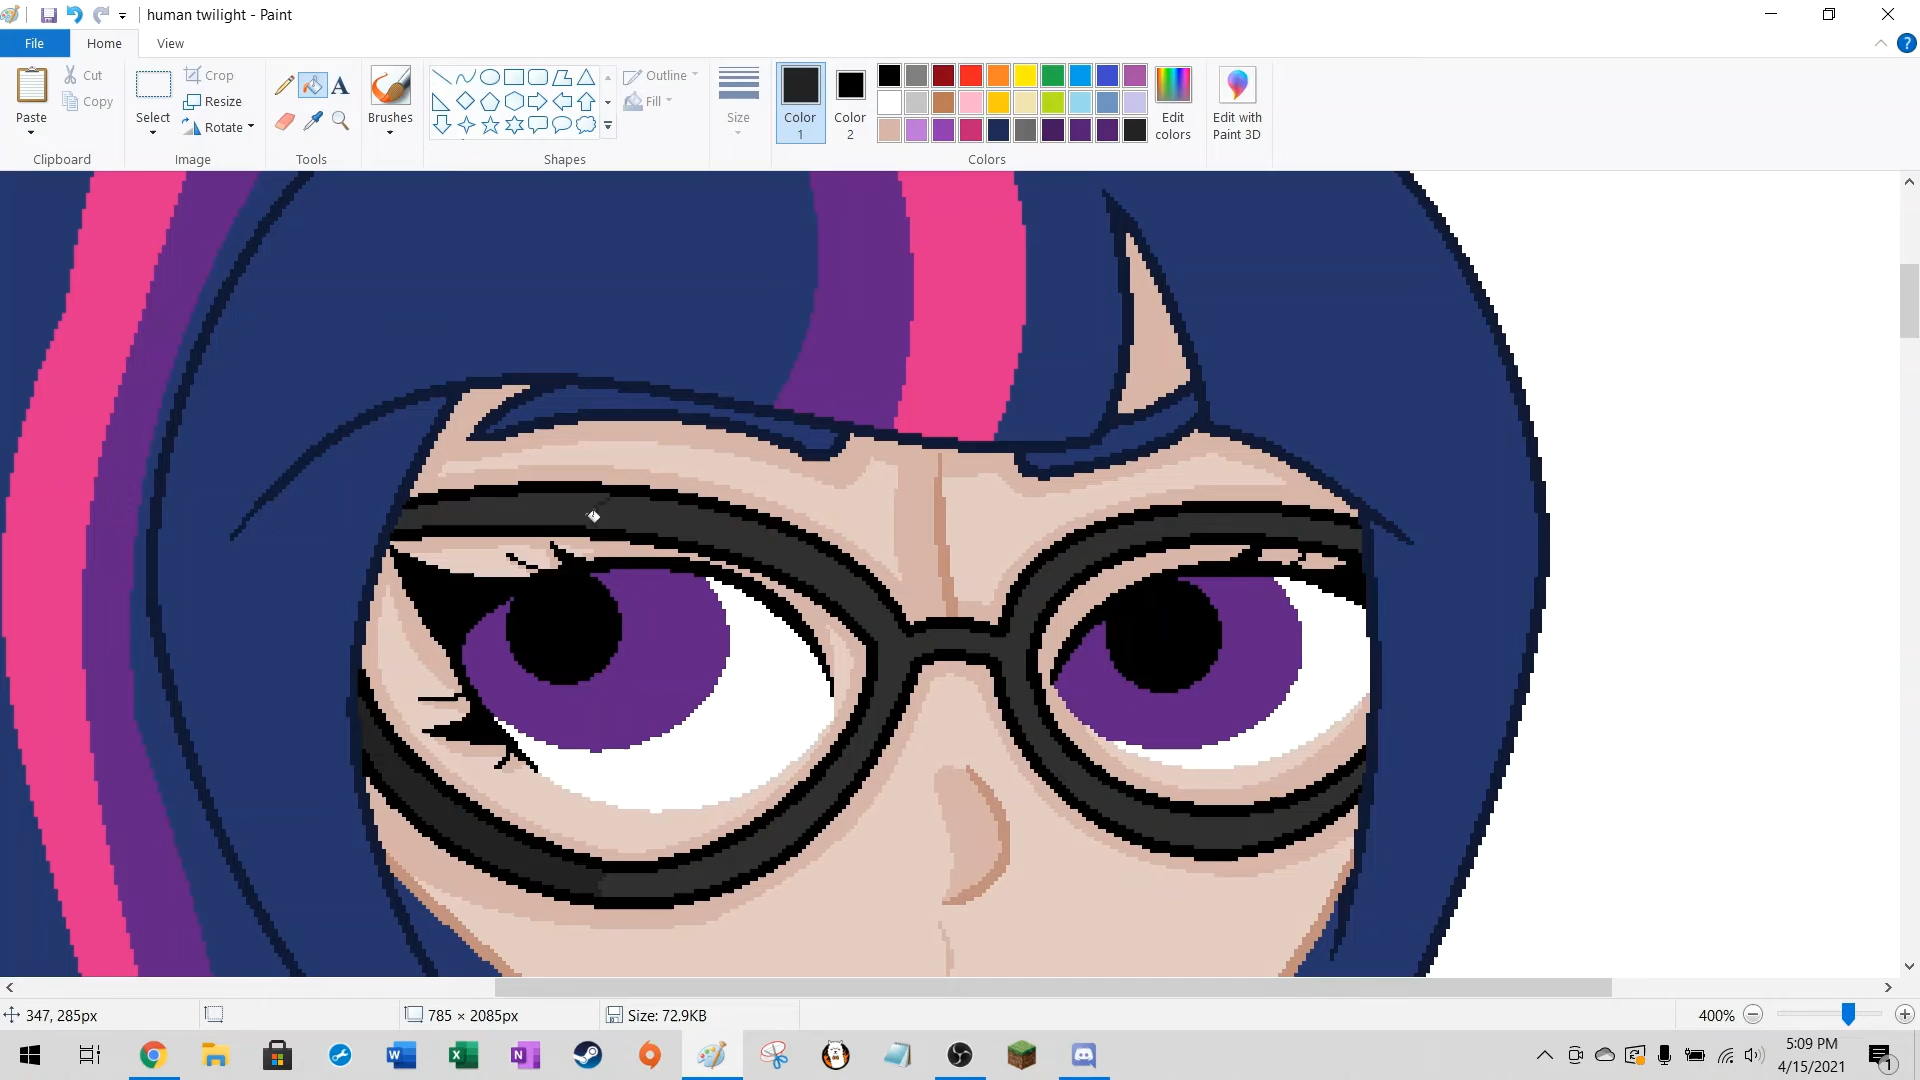 human twilight - Paint
File Home View
Paste
Cut
Copy
Clipboard
Select
Crop
Resize
Rotate
Image
A
Tools
Brushes
Outline
Fill
Shapes
Size
Color 1
Color 2
Edit colors
Colors
Edit with Paint 3D
347, 285px
785 × 2085px
Size: 72.9KB
400%
5:09 PM
4/15/2021
1